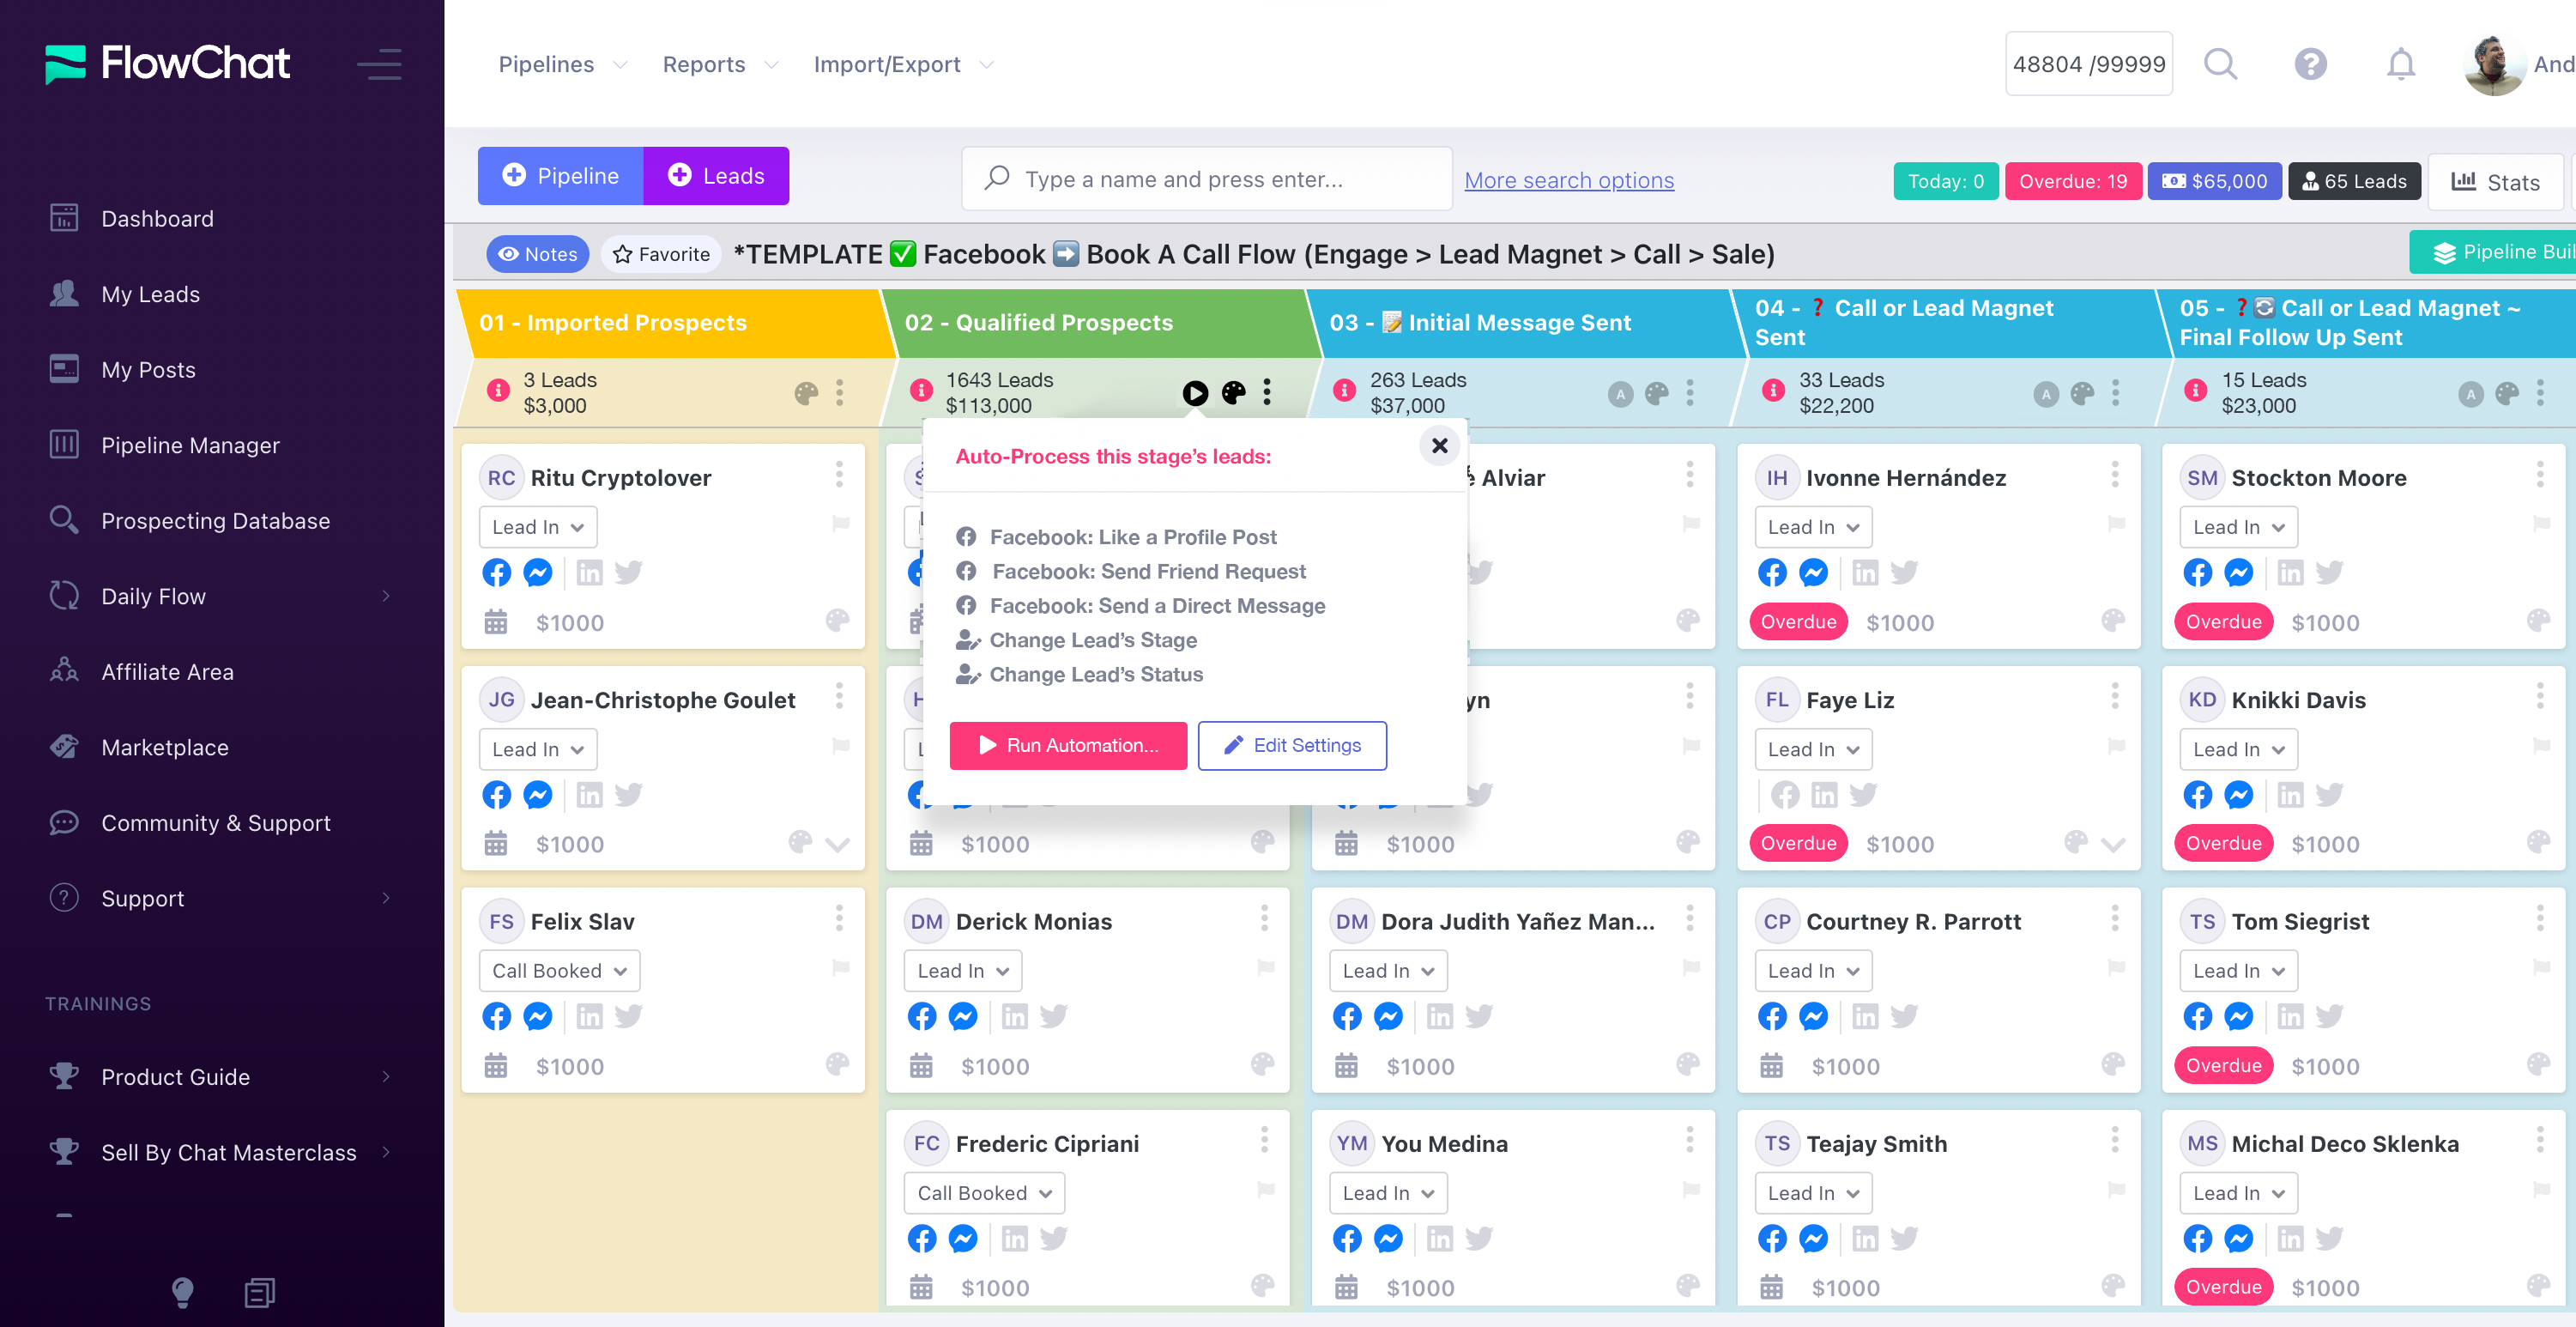 FlowChat
Pipelines
Reports
Import/Export
48804 /99999
And
Dashboard
My Leads
My Posts
Pipeline Manager
Prospecting Database
Daily Flow
Affiliate Area
Marketplace
Community & Support
Support
TRAININGS
Product Guide
Sell By Chat Masterclass
Pipeline
Leads
Type a name and press enter...
More search options
Today: 0
Overdue: 19
$65,000
65 Leads
Stats
Notes
Favorite
*TEMPLATE ✅ Facebook ➡️ Book A Call Flow (Engage > Lead Magnet > Call > Sale)
Pipeline Buil
01 - Imported Prospects
3 Leads
$3,000
RC Ritu Cryptolover
Lead In
$1000
JG Jean-Christophe Goulet
Lead In
$1000
FS Felix Slav
Call Booked
$1000
02 - Qualified Prospects
1643 Leads
$113,000
Auto-Process this stage's leads:
Facebook: Like a Profile Post
Facebook: Send Friend Request
Facebook: Send a Direct Message
Change Lead's Stage
Change Lead's Status
Run Automation...
Edit Settings
$1000
DM Derick Monias
Lead In
$1000
FC Frederic Cipriani
Call Booked
$1000
03 - 📝 Initial Message Sent
263 Leads
$37,000
A
Alviar
yn
$1000
DM Dora Judith Yañez Man...
Lead In
$1000
YM You Medina
Lead In
$1000
04 - ❓ Call or Lead Magnet
Sent
33 Leads
$22,200
A
IH Ivonne Hernández
Lead In
Overdue $1000
FL Faye Liz
Lead In
Overdue $1000
CP Courtney R. Parrott
Lead In
$1000
TS Teajay Smith
Lead In
$1000
05 - ❓🔄 Call or Lead Magnet ~
Final Follow Up Sent
15 Leads
$23,000
A
SM Stockton Moore
Lead In
Overdue $1000
KD Knikki Davis
Lead In
Overdue $1000
TS Tom Siegrist
Lead In
Overdue $1000
MS Michal Deco Sklenka
Lead In
Overdue $1000